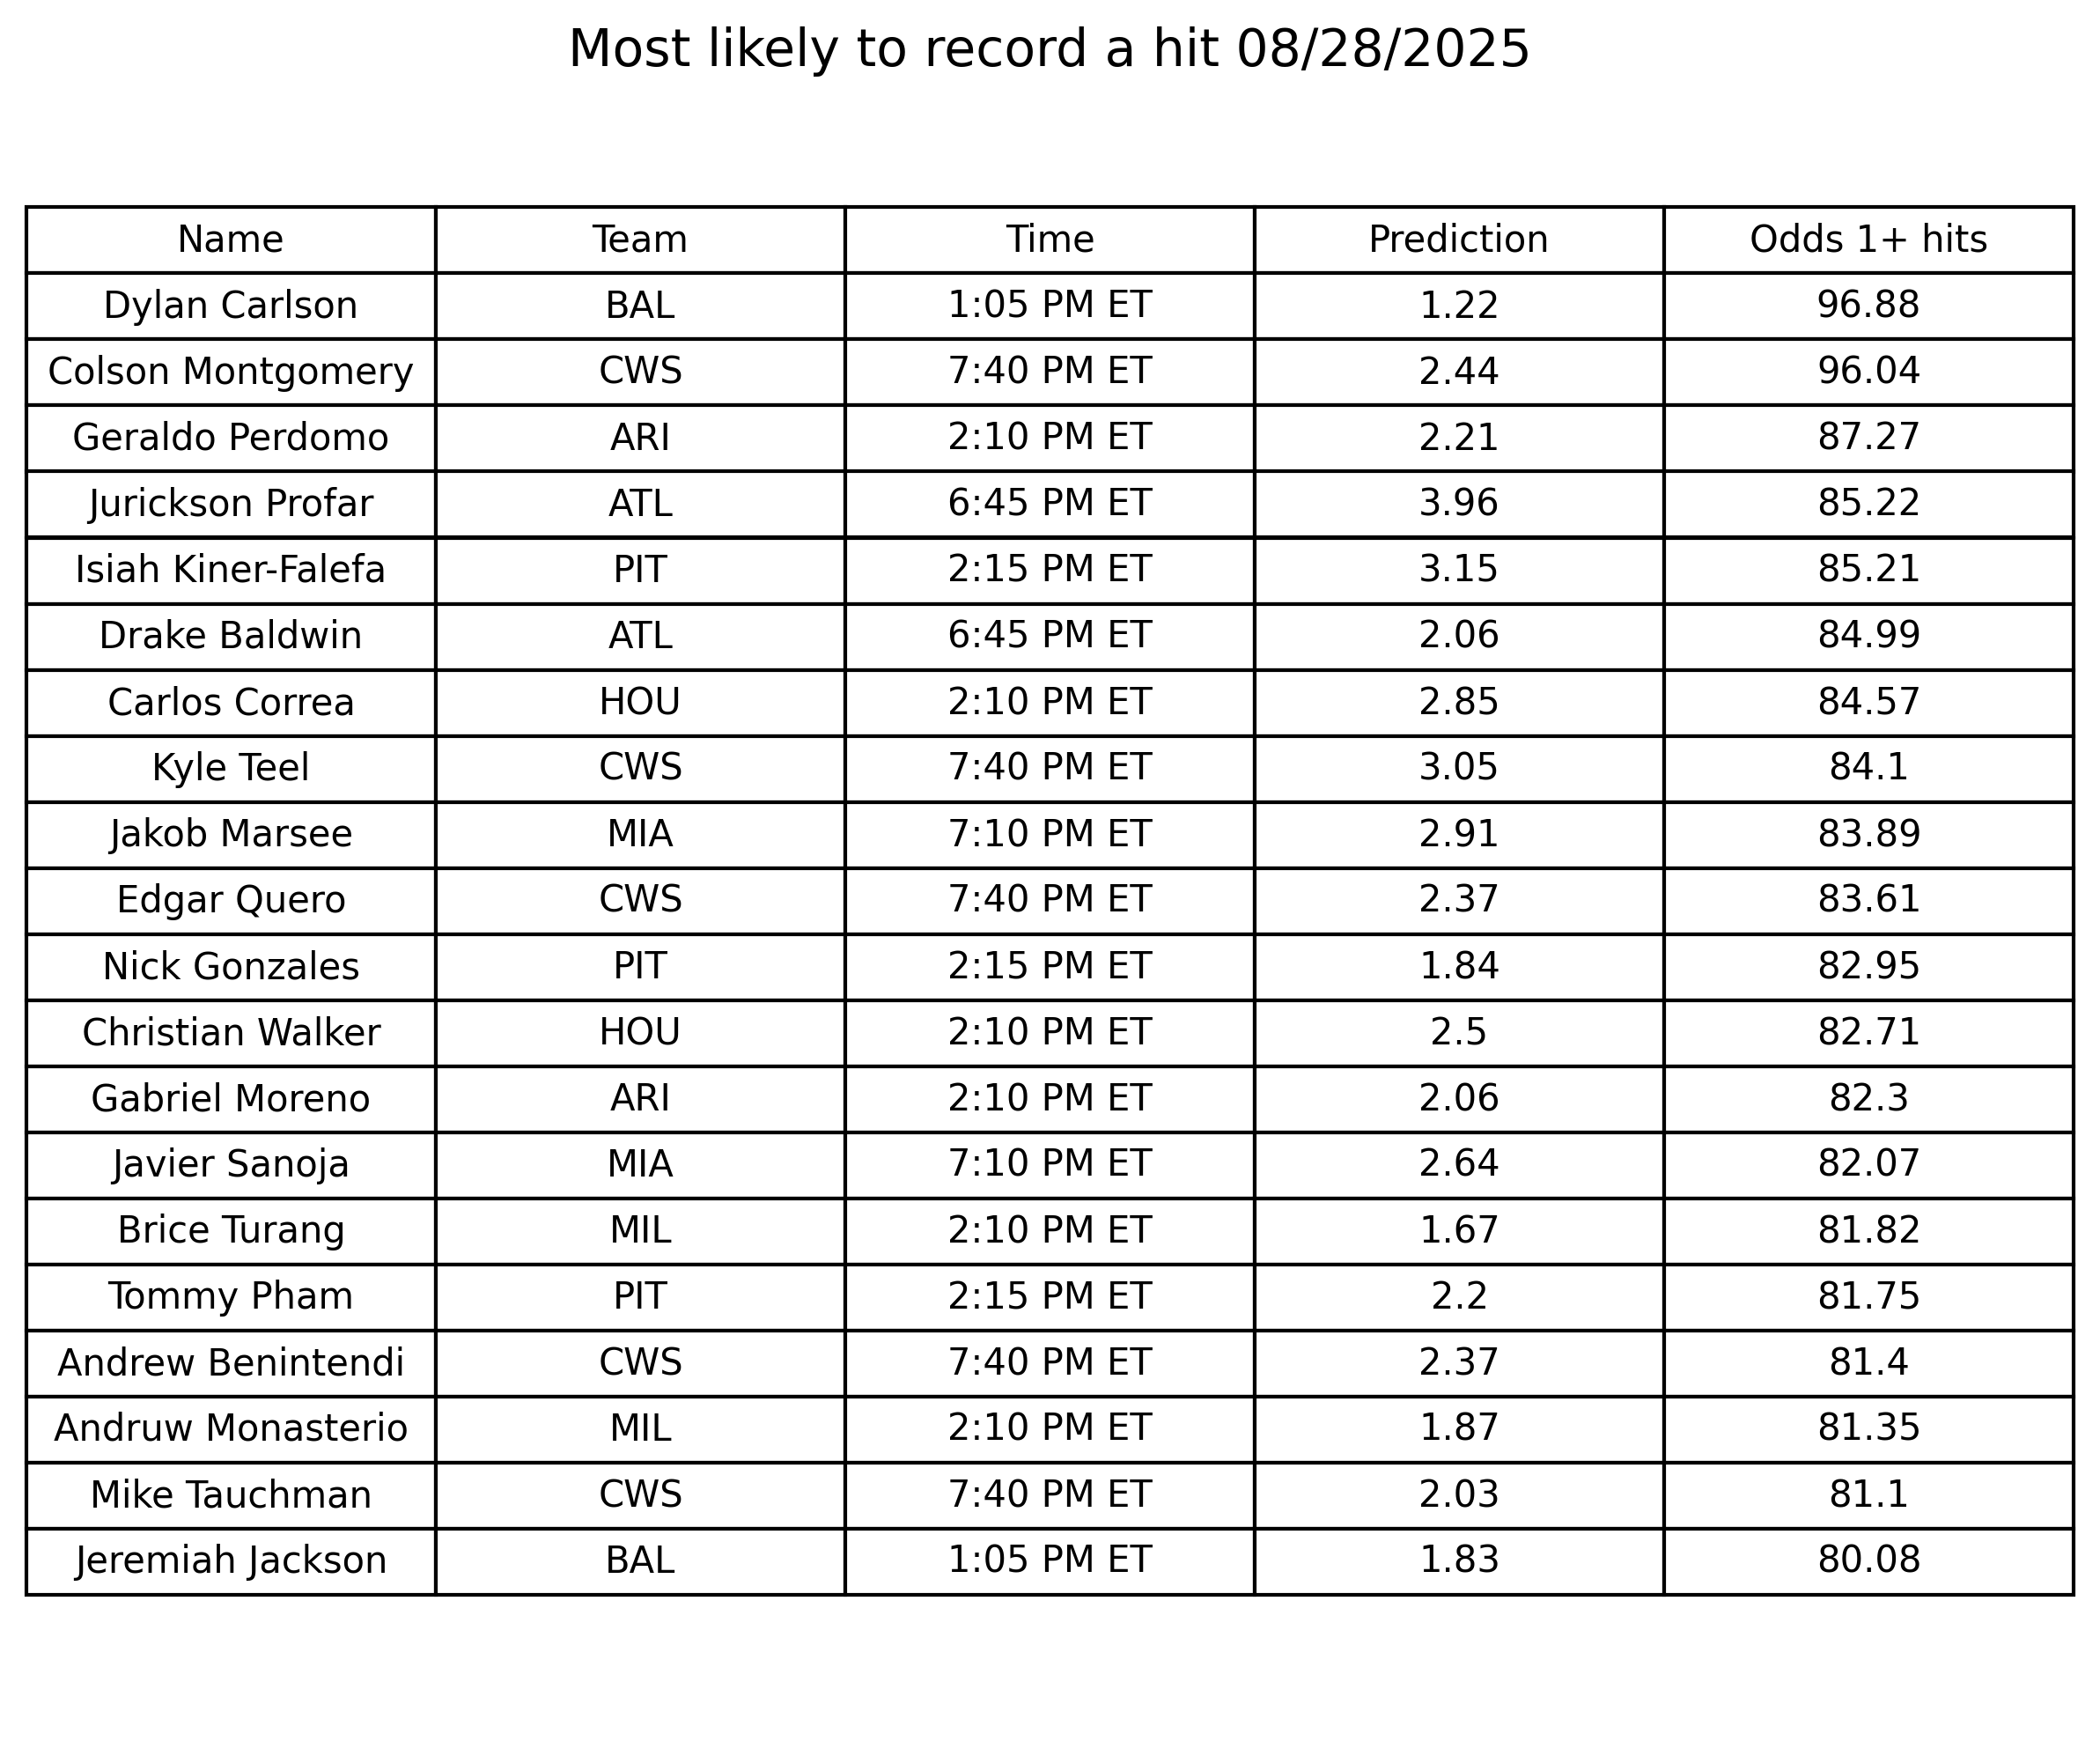 Most likely to record a hit 08/28/2025
Name Team Time Prediction Odds 1+ hits
Dylan Carlson BAL 1:05 PM ET 1.22 96.88
Colson Montgomery CWS 7:40 PM ET 2.44 96.04
Geraldo Perdomo ARI 2:10 PM ET 2.21 87.27
Jurickson Profar ATL 6:45 PM ET 3.96 85.22
Isiah Kiner-Falefa PIT 2:15 PM ET 3.15 85.21
Drake Baldwin ATL 6:45 PM ET 2.06 84.99
Carlos Correa HOU 2:10 PM ET 2.85 84.57
Kyle Teel CWS 7:40 PM ET 3.05 84.1
Jakob Marsee MIA 7:10 PM ET 2.91 83.89
Edgar Quero CWS 7:40 PM ET 2.37 83.61
Nick Gonzales PIT 2:15 PM ET 1.84 82.95
Christian Walker HOU 2:10 PM ET 2.5 82.71
Gabriel Moreno ARI 2:10 PM ET 2.06 82.3
Javier Sanoja MIA 7:10 PM ET 2.64 82.07
Brice Turang MIL 2:10 PM ET 1.67 81.82
Tommy Pham PIT 2:15 PM ET 2.2 81.75
Andrew Benintendi CWS 7:40 PM ET 2.37 81.4
Andruw Monasterio MIL 2:10 PM ET 1.87 81.35
Mike Tauchman CWS 7:40 PM ET 2.03 81.1
Jeremiah Jackson BAL 1:05 PM ET 1.83 80.08